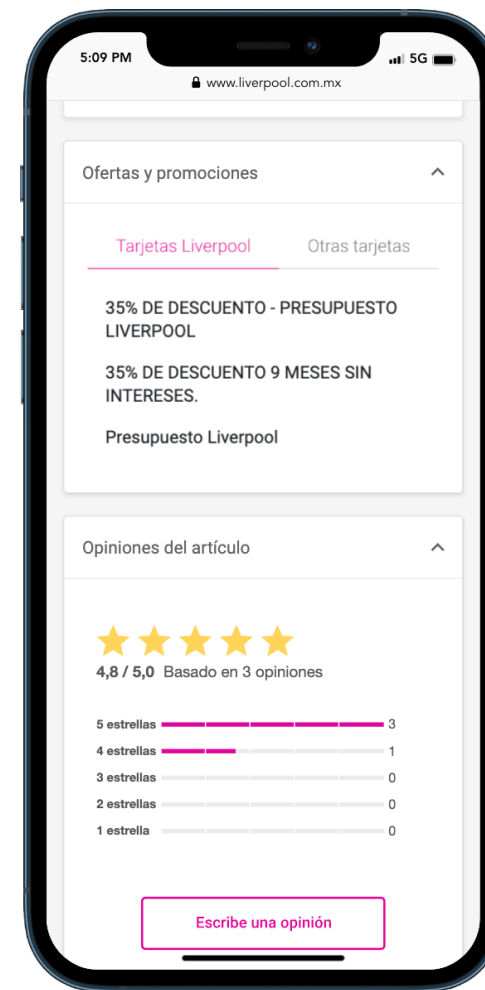 5:09 PM
5G
www.liverpool.com.mx
Ofertas y promociones
Tarjetas Liverpool Otras tarjetas
35% DE DESCUENTO - PRESUPUESTO
LIVERPOOL
35% DE DESCUENTO 9 MESES SIN
INTERESES.
Presupuesto Liverpool
Opiniones del artículo
4,8 / 5,0 Basado en 3 opiniones
5 estrellas 3
4 estrellas 1
3 estrellas 0
2 estrellas 0
1 estrella 0
Escribe una opinión